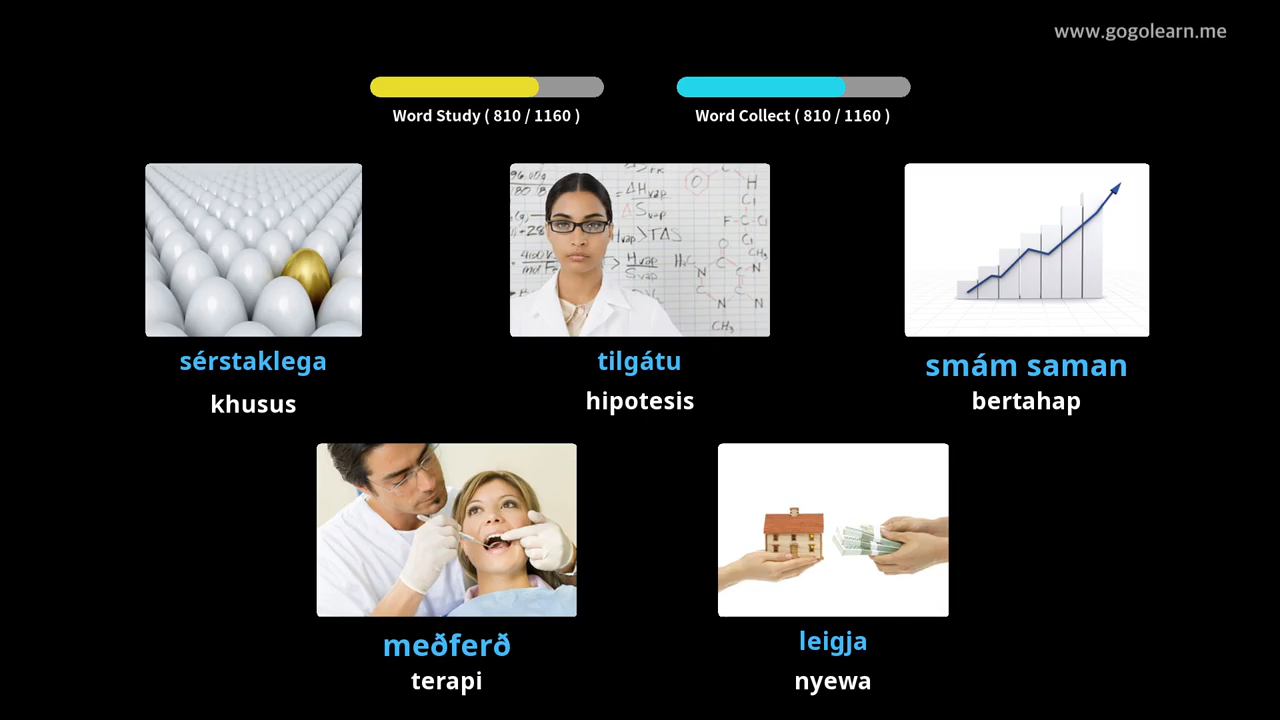 www.gogolearn.me
Word Study ( 810 / 1160 )
Word Collect ( 810 / 1160 )
sérstaklega
khusus
tilgátu
hipotesis
smám saman
bertahap
meðferð
terapi
leigja
nyewa